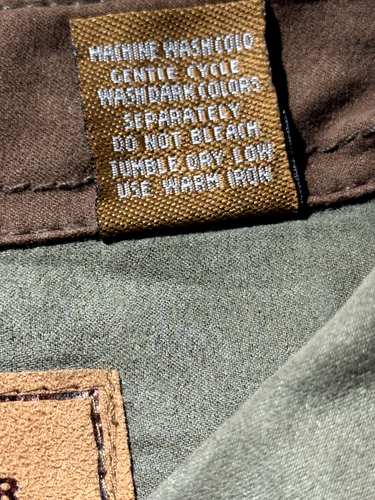 MACHINE WASH COLD
GENTLE CYCLE
WASH DARK COLORS
SEPARATELY
DO NOT BLEACH
TUMBLE DRY LOW
USE WARM IRON